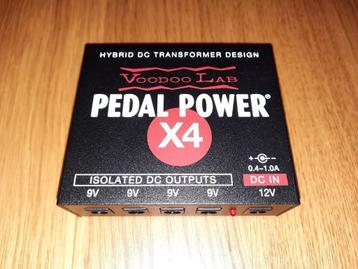 HYBRID DC TRANSFORMER DESIGN
VOODOO LAB
PEDAL POWER®
X4
0.4-1.0A
ISOLATED DC OUTPUTS
DC IN
9V 9V 9V 9V 12V